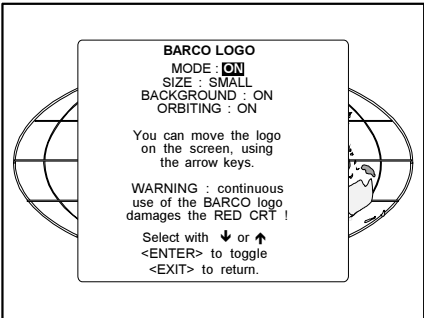 BARCO LOGO
MODE : ON
SIZE : SMALL
BACKGROUND : ON
ORBITING : ON
You can move the logo
on the screen, using
the arrow keys.
WARNING : continuous
use of the BARCO logo
damages the RED CRT !
Select with ↓ or ↑
<ENTER> to toggle
<EXIT> to return.